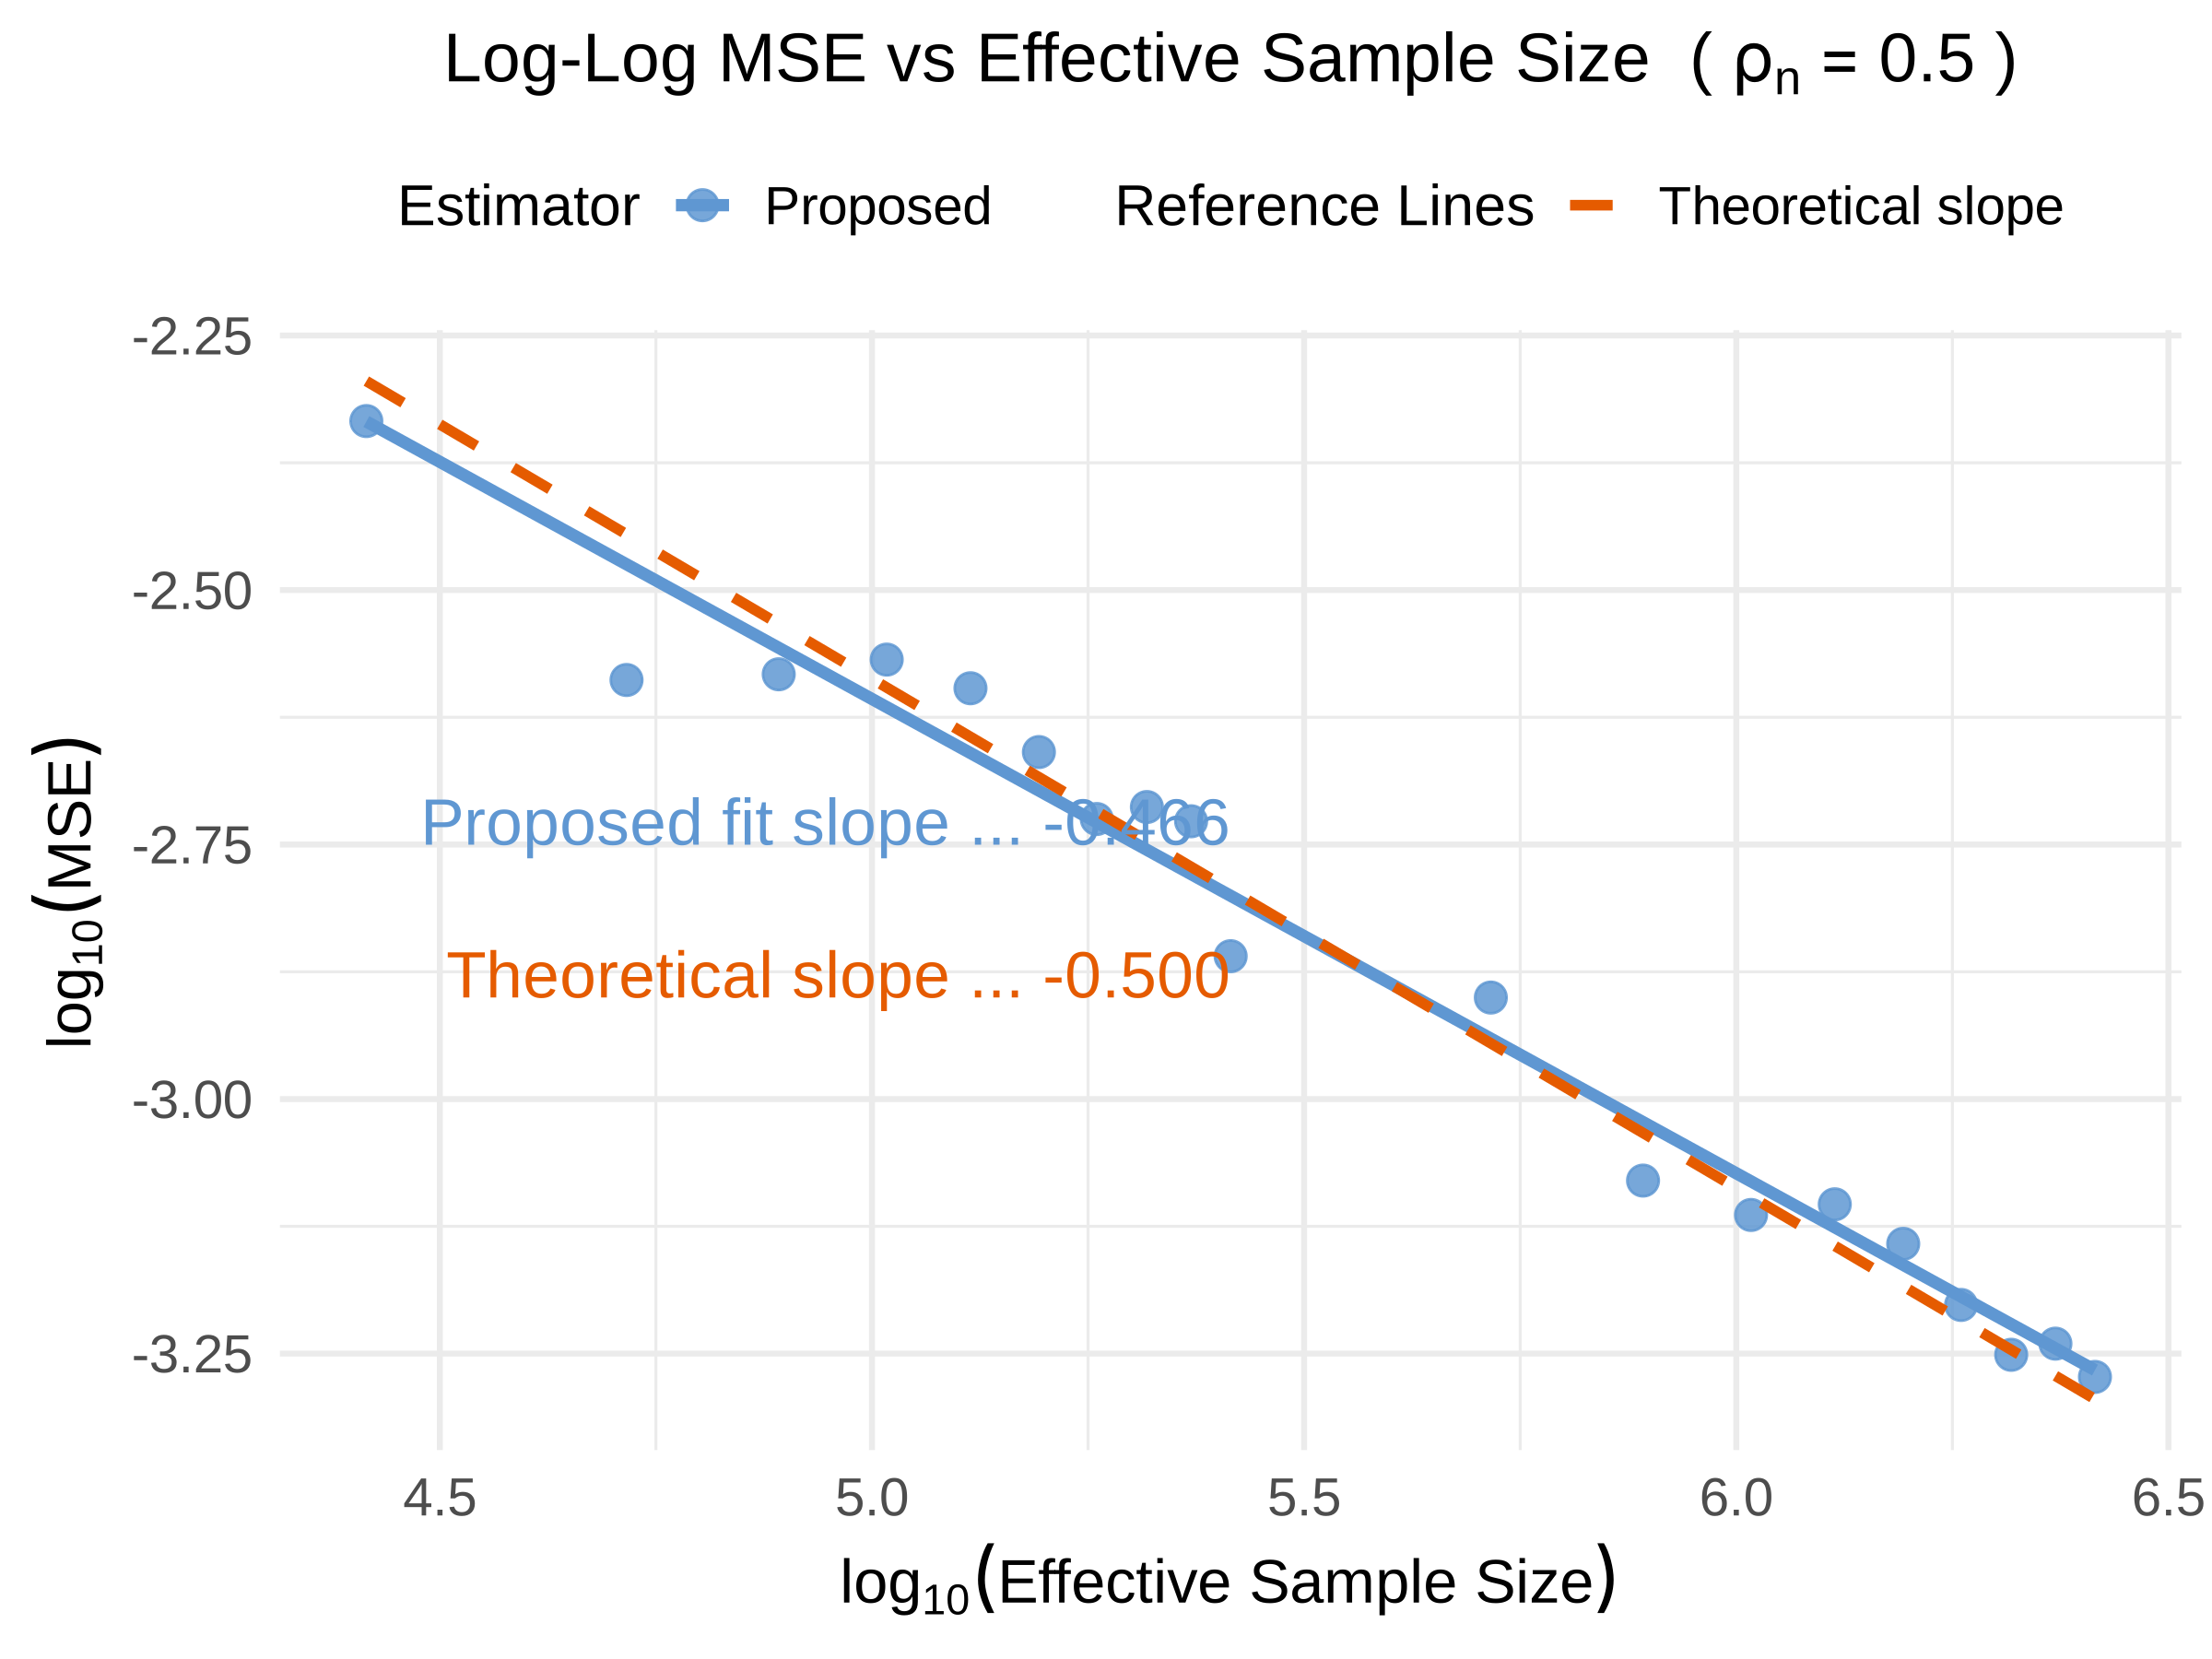 Log-Log MSE vs Effective Sample Size ( ρn = 0.5 )
Estimator Proposed Reference Lines Theoretical slope
-2.25
-2.50
-2.75
-3.00
-3.25
log10(MSE)
Proposed fit slope ... -0.466
Theoretical slope ... -0.500
4.5 5.0 5.5 6.0 6.5
log10(Effective Sample Size)